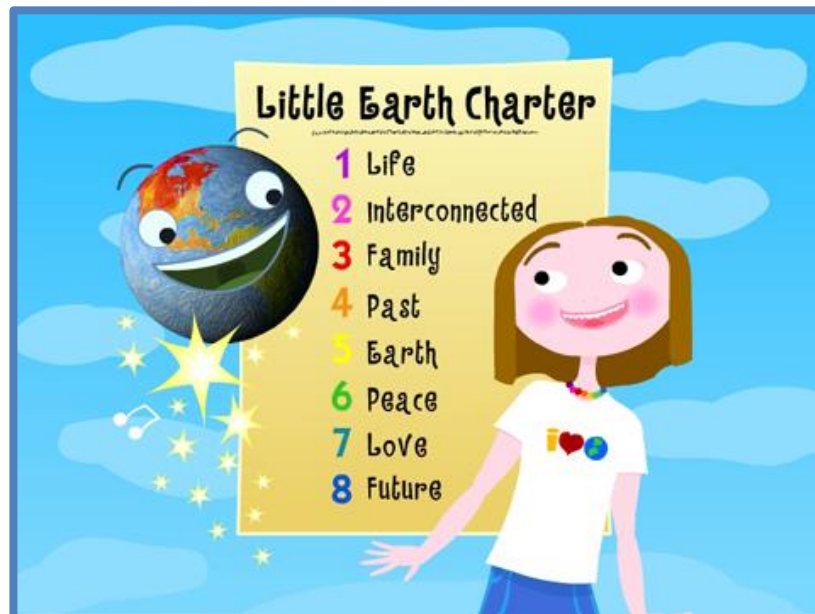 Little Earth Charter
1 Life
2 Interconnected
3 Family
4 Past
5 Earth
6 Peace
7 Love
8 Future
i